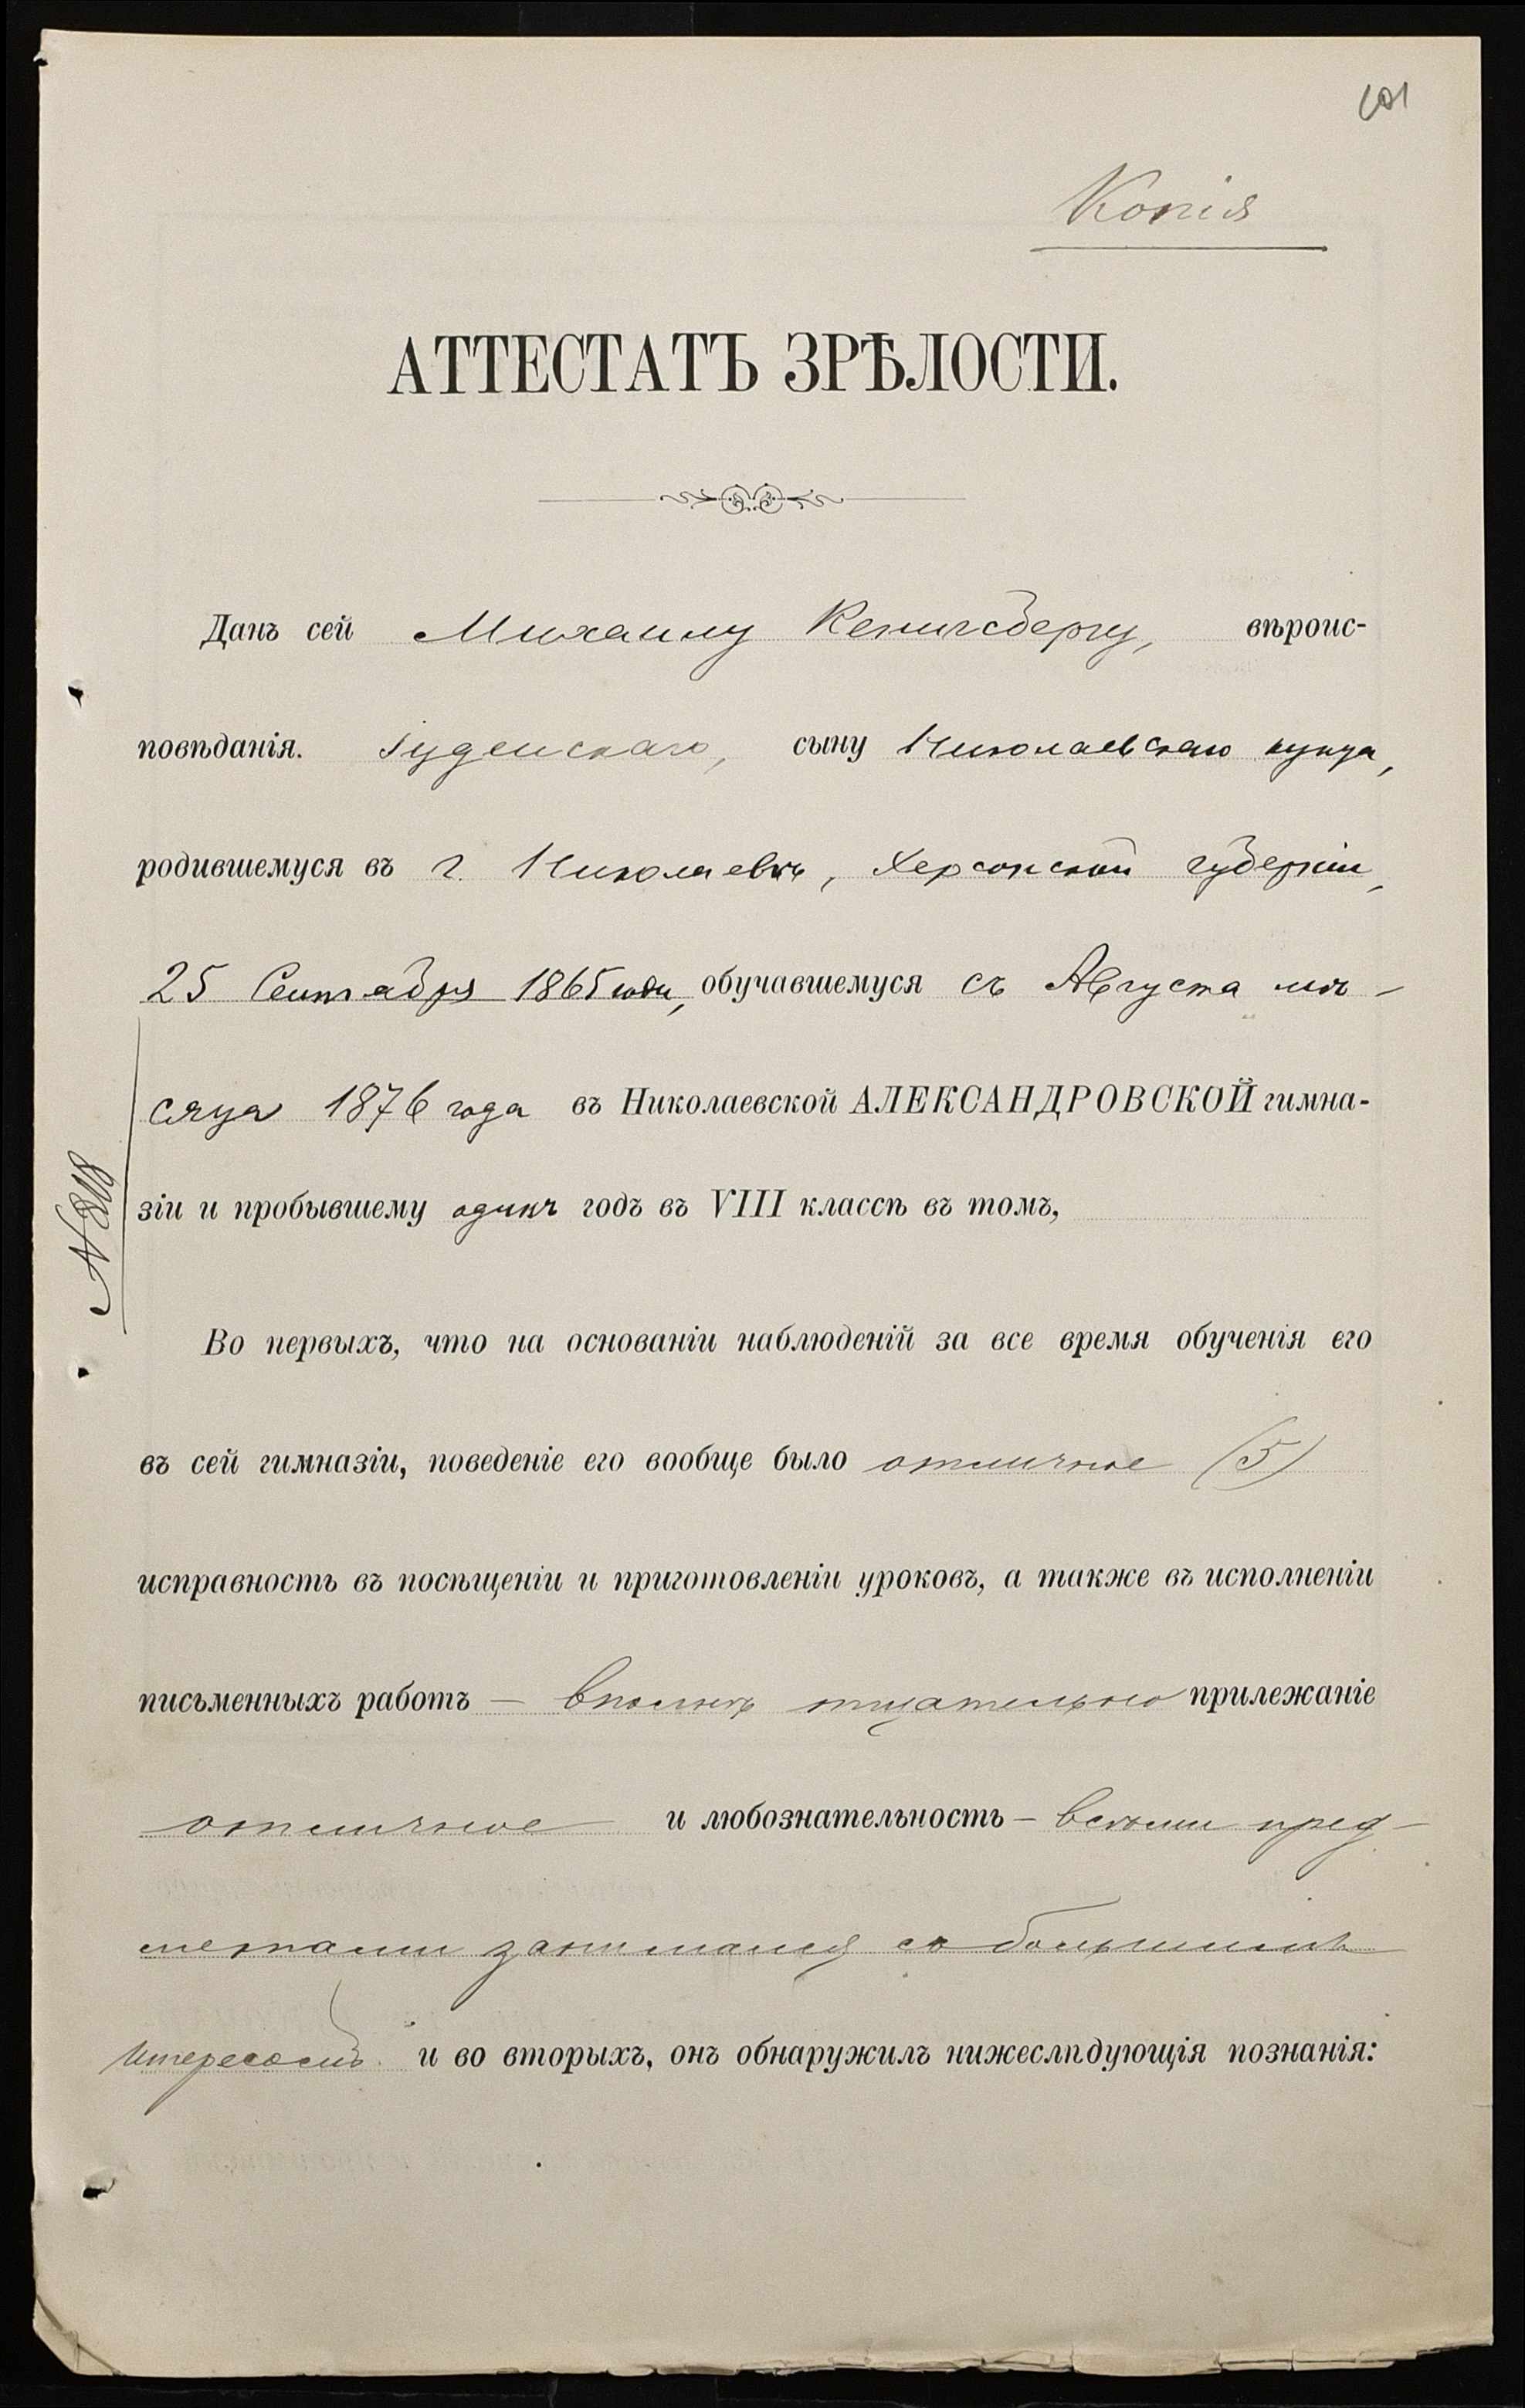 Копія
АТТЕСТАТЪ ЗРѢЛОСТИ.
Данъ сей Михаилу Кенигсбергу, вѣроис-
повѣданія. Іудейскаго, сыну Николаевскаго купца,
родившемуся въ г. Николаевѣ, Херсонской губерніи,
25 Сентября 1865 года, обучавшемуся съ Августа мѣ-
сяца 1876 года въ Николаевской АЛЕКСАНДРОВСКОЙ гимна-
зіи и пробывшему одинъ годъ въ VIII классѣ въ томъ,
Во первыхъ, что на основаніи наблюденій за все время обученія его
въ сей гимназіи, поведеніе его вообще было отличное (5)
исправность въ посѣщеніи и приготовленіи уроковъ, а также въ исполненіи
письменныхъ работъ — вполнѣ тщательно прилежаніе
отличное и любознательность — всѣми пред-
метами занимался съ большимъ
интересомъ и во вторыхъ, онъ обнаружилъ нижеслѣдующія познанія: